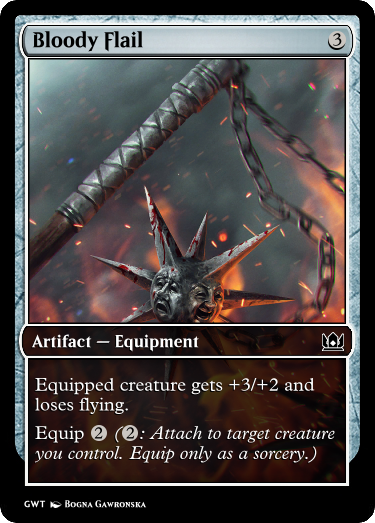 Bloody Flail 3
Artifact — Equipment
Equipped creature gets +3/+2 and
loses flying.
Equip 2 (2: Attach to target creature
you control. Equip only as a sorcery.)
GWT Bogna Gawronska